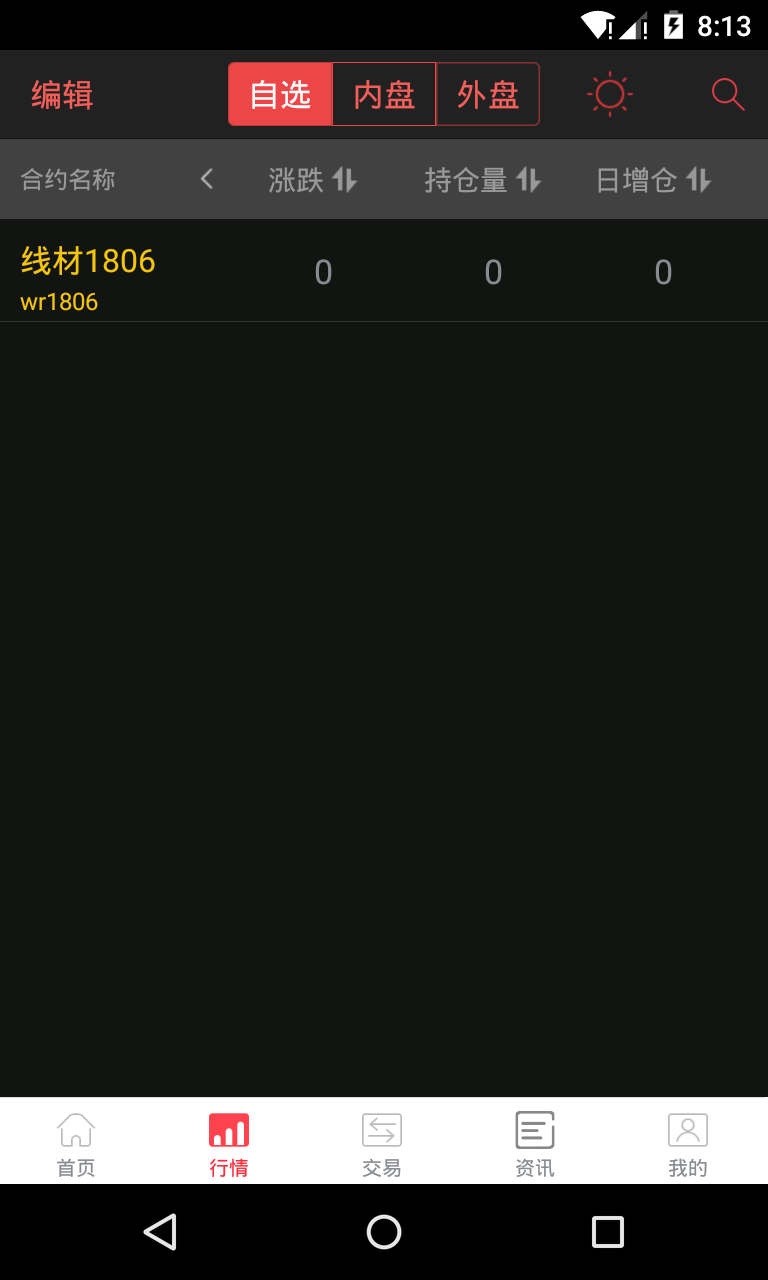 8:13
编辑 自选 内盘 外盘
合约名称 涨跌 持仓量 日增仓
线材1806 0 0 0
wr1806
首页 行情 交易 资讯 我的